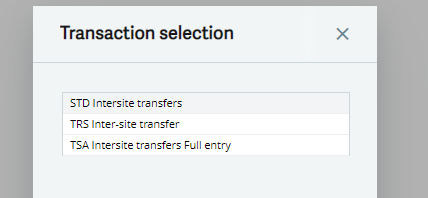 Transaction selection
STD Intersite transfers
TRS Inter-site transfer
TSA Intersite transfers Full entry